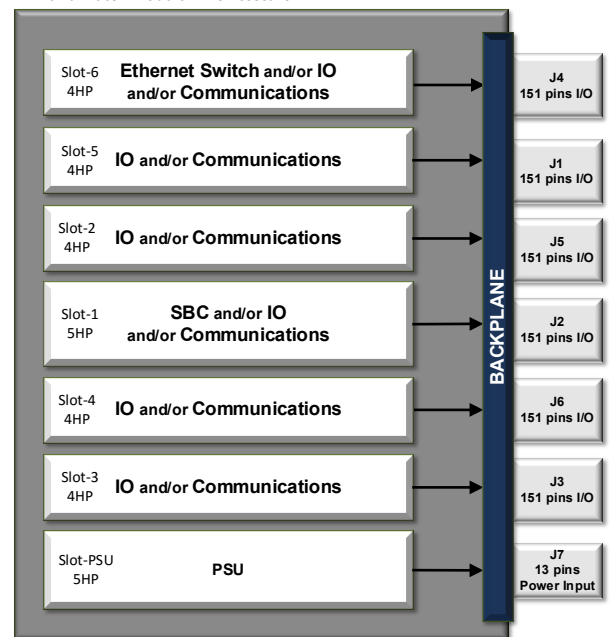 Slot-6
4HP
Ethernet Switch and/or IO
and/or Communications
J4
151 pins I/O
Slot-5
4HP
IO and/or Communications
J1
151 pins I/O
Slot-2
4HP
IO and/or Communications
J5
151 pins I/O
Slot-1
5HP
SBC and/or IO
and/or Communications
J2
151 pins I/O
BACKPLANE
Slot-4
4HP
IO and/or Communications
J6
151 pins I/O
Slot-3
4HP
IO and/or Communications
J3
151 pins I/O
Slot-PSU
5HP
PSU
J7
13 pins
Power Input